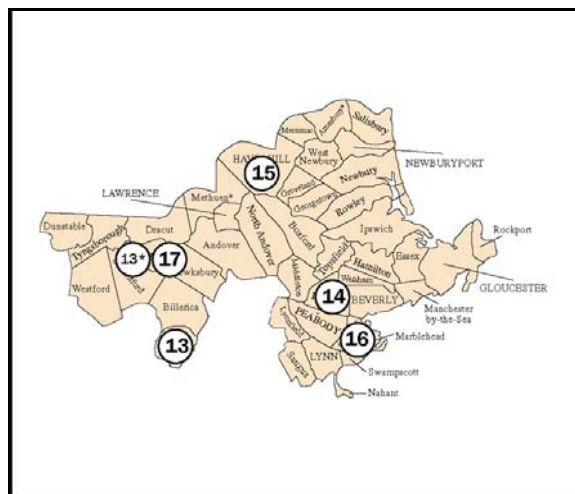 Salisbury
Amesbury*
Merrimac
HAVERHILL
West
Newbury
NEWBURYPORT
15
Newbury
Groveland
Georgetown
Rowley
LAWRENCE
Methuen*
Dunstable
Tyngsborough
Dracut
North Andover
Boxford
Ipswich
Rockport
Andover
Topsfield
Hamilton
Essex
13*
17
Westford
Middleton
Wenham
GLOUCESTER
Billerica
14
BEVERLY
Manchester
by-the-Sea
PEABODY
13
Lynnfield
16
Marblehead
LYNN
Saugus
Swampscott
Nahant